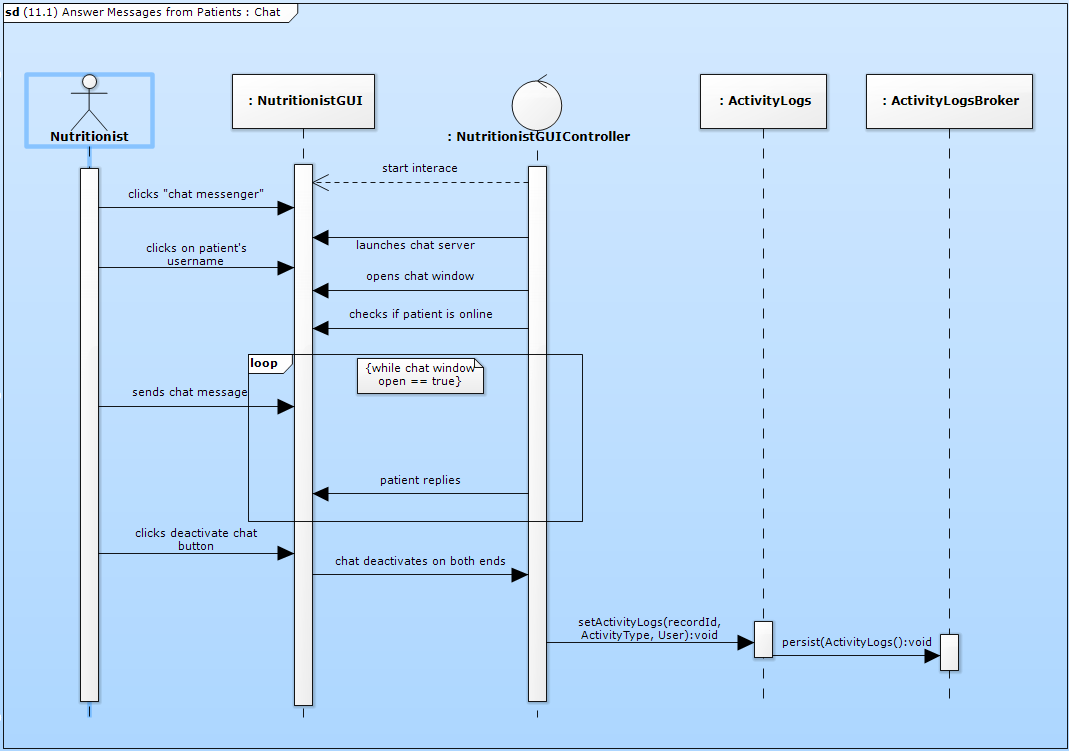 sd (11.1) Answer Messages from Patients : Chat
Nutritionist
: NutritionistGUI
: NutritionistGUIController
: ActivityLogs
: ActivityLogsBroker
start interace
clicks "chat messenger"
launches chat server
clicks on patient's
username
opens chat window
checks if patient is online
loop
{while chat window
open == true}
sends chat message
patient replies
clicks deactivate chat
button
chat deactivates on both ends
setActivityLogs(recordId,
ActivityType, User):void
persist(ActivityLogs():void